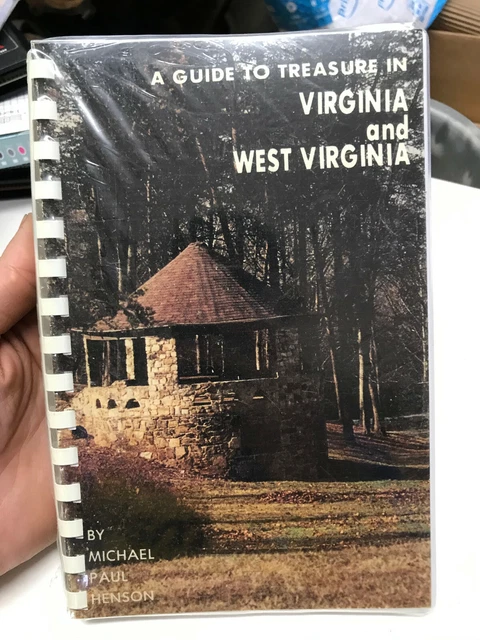 A GUIDE TO TREASURE IN
VIRGINIA
and
WEST VIRGINIA
BY
MICHAEL
PAUL
HENSON